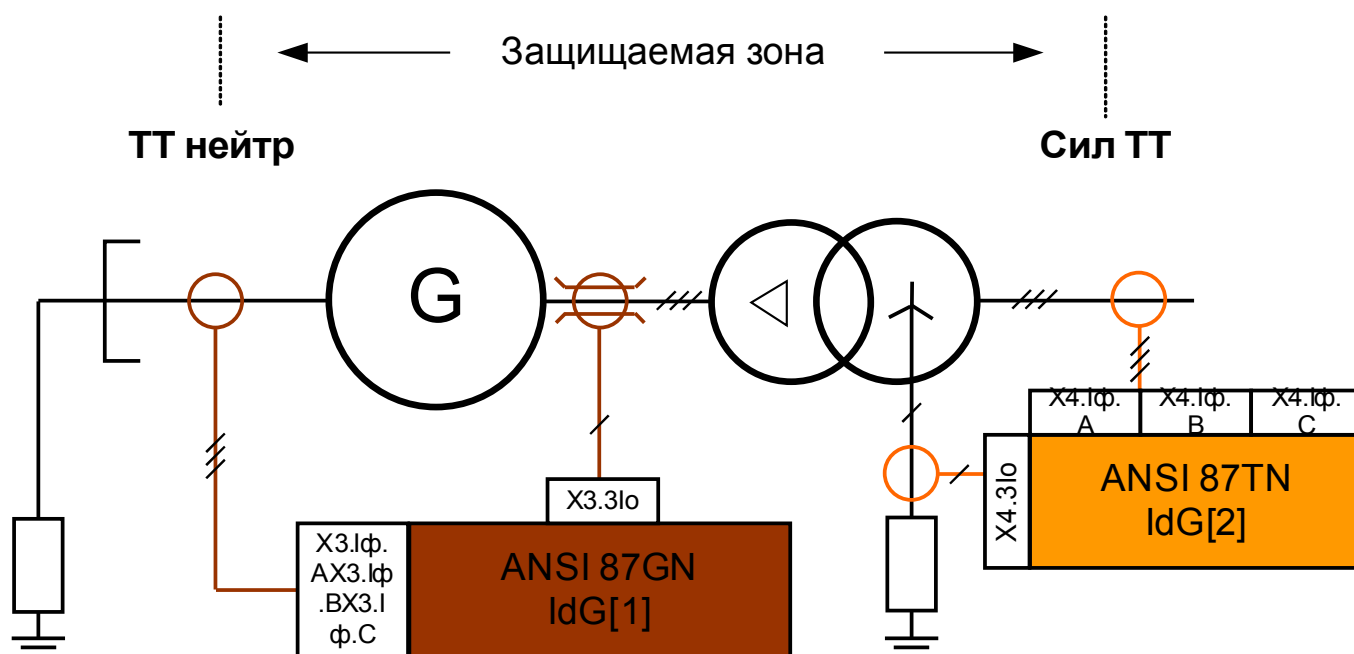 Защищаемая зона
ТТ нейтр
Сил ТТ
G
X4.Iф.
A
X4.Iф.
B
X4.Iф.
C
X4.3Io
ANSI 87TN
IdG[2]
X3.3Io
X3.Iф.
AX3.Iф
.BX3.I
ф.C
ANSI 87GN
IdG[1]